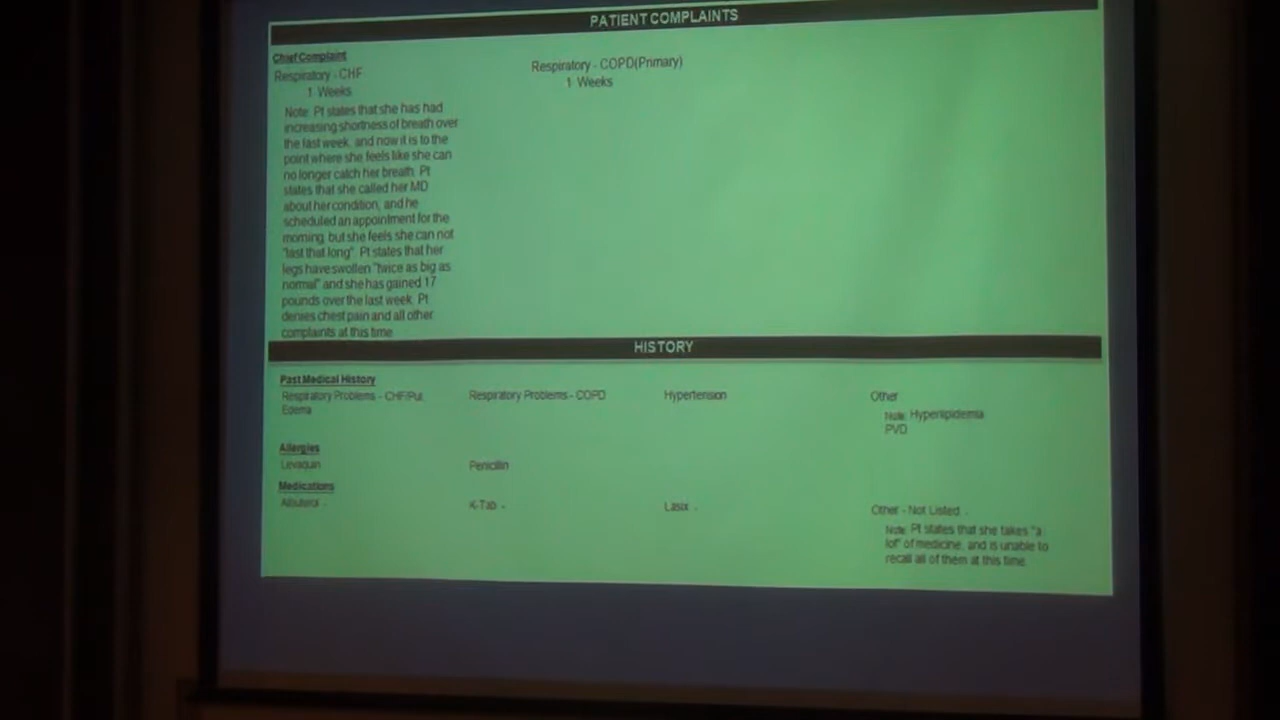 PATIENT COMPLAINTS
Chief Complaint
Respiratory - CHF
1 Weeks
Note: Pt states that she has had
increasing shortness of breath over
the last week, and now it is to the
point where she feels like she can
no longer catch her breath. Pt
states that she called her MD
about her condition, and he
scheduled an appointment for the
morning, but she feels she can not
"last that long". Pt states that her
legs have swollen "twice as big as
normal" and she has gained 17
pounds over the last week. Pt
denies chest pain and all other
complaints at this time
Respiratory - COPD(Primary)
1 Weeks
HISTORY
Past Medical History
Respiratory Problems - CHF/Pul.
Edema
Respiratory Problems - COPD
Hypertension
Other
Note: Hyperlipidemia
PVD
Allergies
Levaquin
Penicillin
Medications
Albuterol -
K-Tab -
Lasix -
Other - Not Listed -
Note: Pt states that she takes "a
lot" of medicine, and is unable to
recall all of them at this time.